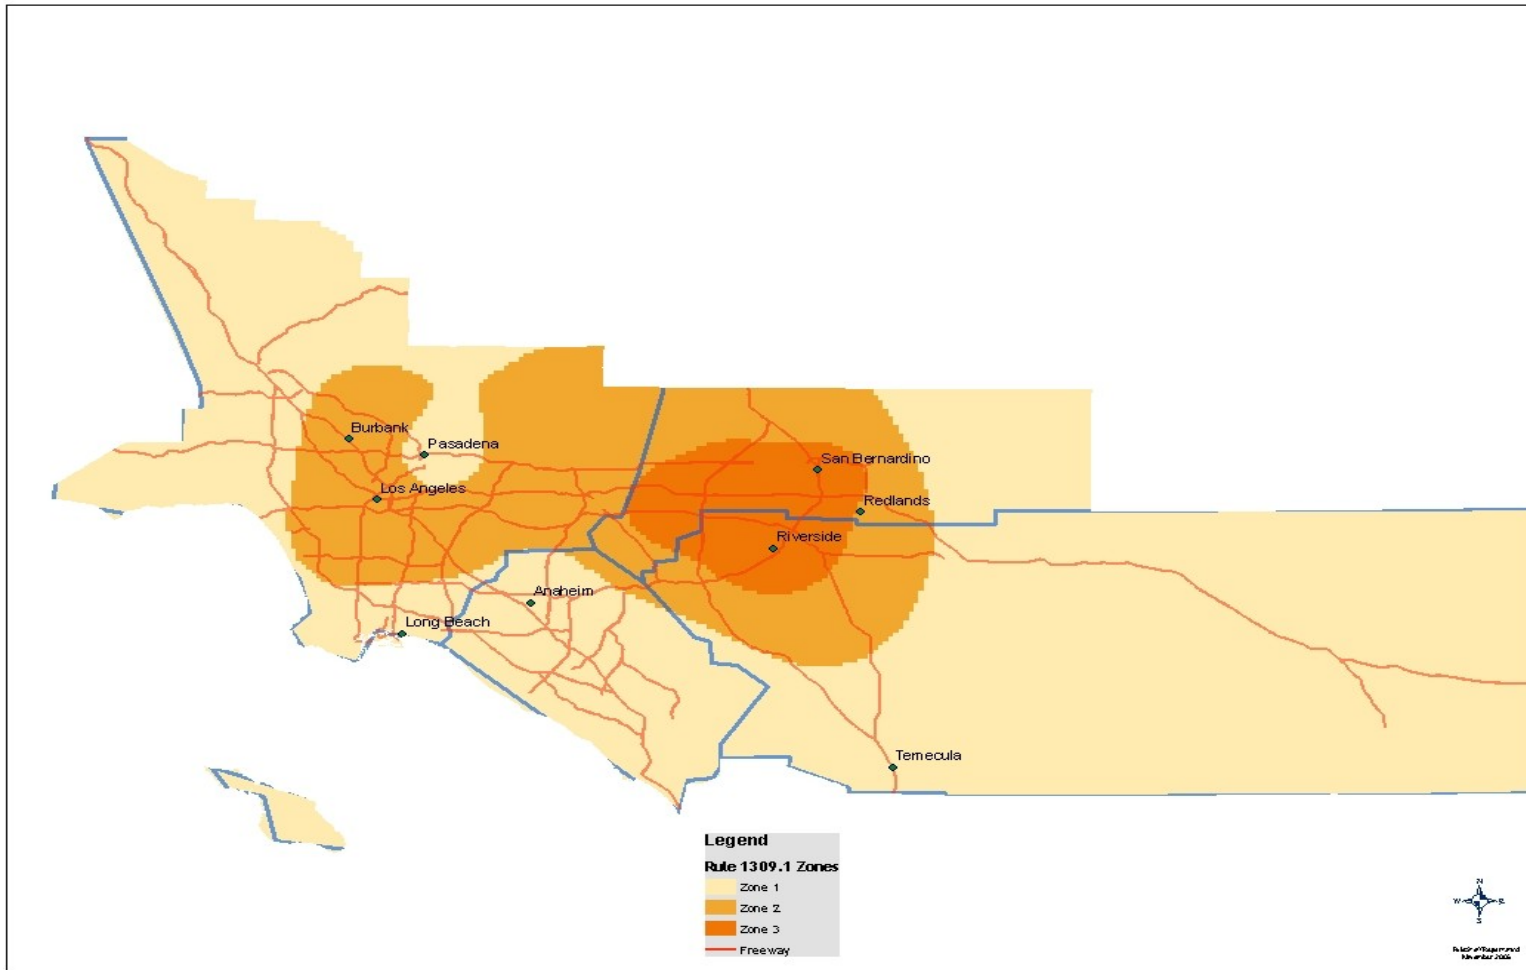 Burbank
Pasadena
San Bernardino
Los Angeles
Redlands
Riverside
Anaheim
Long Beach
Temecula
Legend
Rule 1309.1 Zones
Zone 1
Zone 2
Zone 3
Freeway
N
W E
S
November